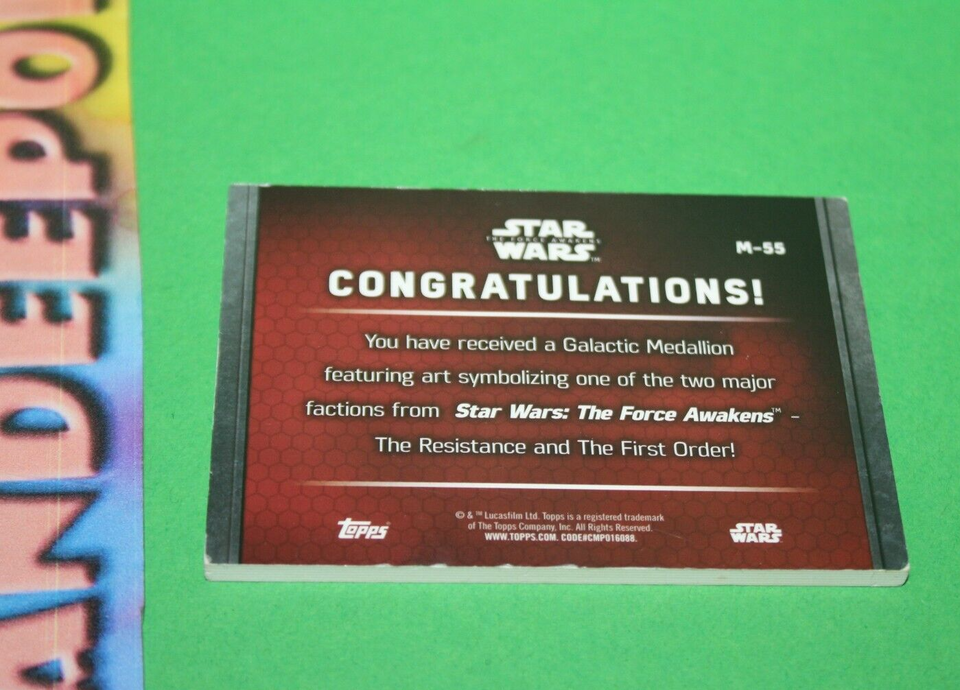 ANDEEPO
STAR
THE FORCE AWAKENS
WARS™
M-55
CONGRATULATIONS!
You have received a Galactic Medallion
featuring art symbolizing one of the two major
factions from Star Wars: The Force Awakens™ –
The Resistance and The First Order!
© & ™ Lucasfilm Ltd. Topps is a registered trademark
of The Topps Company, Inc. All Rights Reserved.
WWW.TOPPS.COM. CODE#CMP016088.
Topps®
STAR
WARS